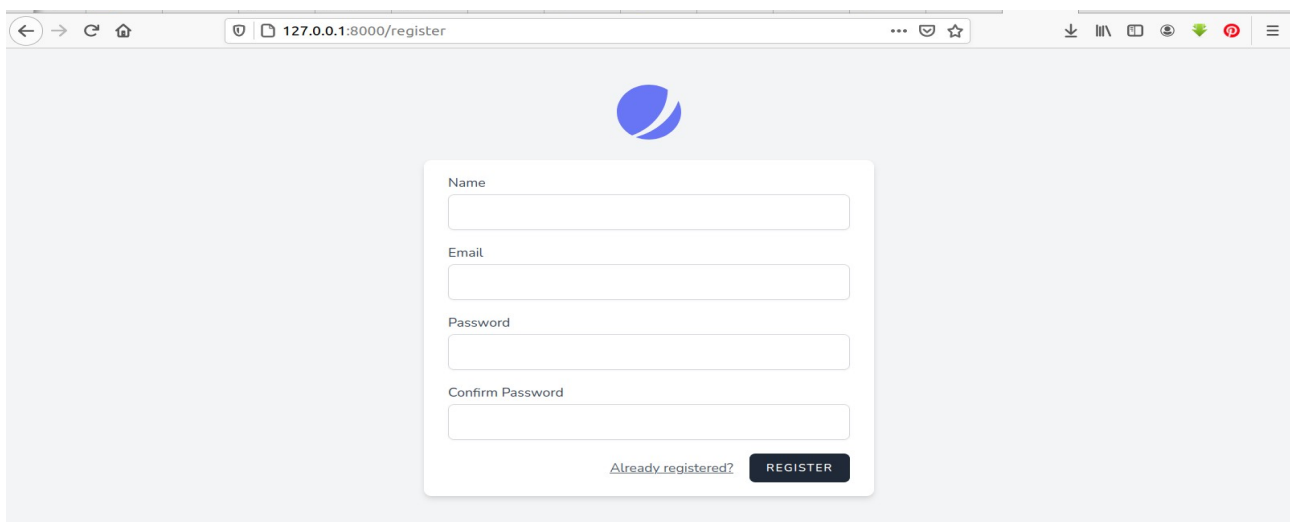 127.0.0.1:8000/register
Name
Email
Password
Confirm Password
Already registered? REGISTER